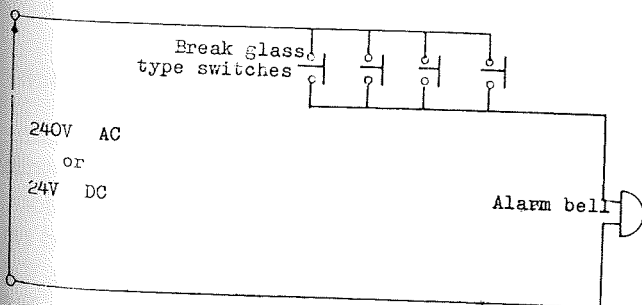 Break glass
type switches
240V AC
or
24V DC
Alarm bell